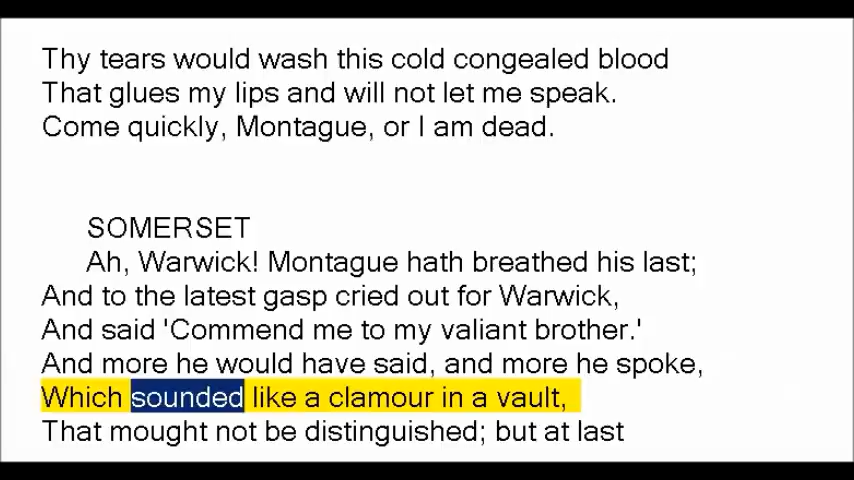 Thy tears would wash this cold congealed blood
That glues my lips and will not let me speak.
Come quickly, Montague, or I am dead.
SOMERSET
Ah, Warwick! Montague hath breathed his last;
And to the latest gasp cried out for Warwick,
And said 'Commend me to my valiant brother.'
And more he would have said, and more he spoke,
Which sounded like a clamour in a vault,
That mought not be distinguished; but at last